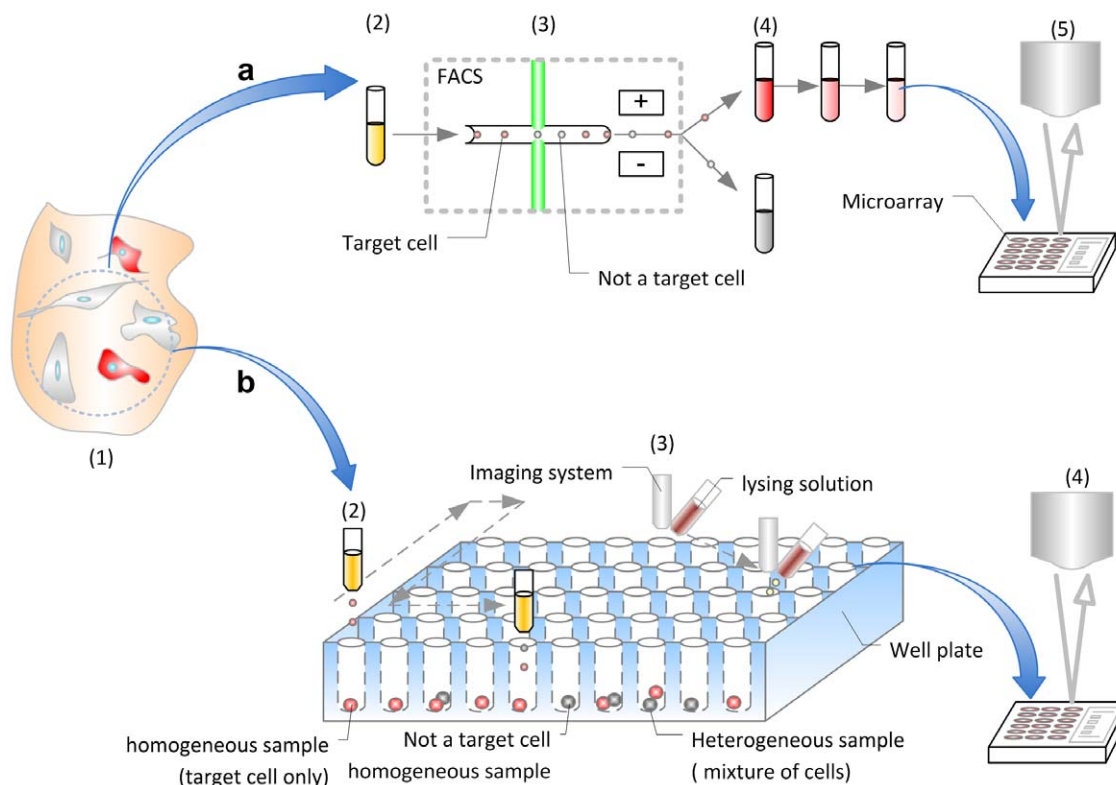 (2)
(3)
(4)
(5)
a
FACS
+
-
Microarray
Target cell
Not a target cell
b
(1)
(3)
Imaging system
lysing solution
(4)
(2)
Well plate
homogeneous sample
(target cell only)
Not a target cell
homogeneous sample
Heterogeneous sample
( mixture of cells)